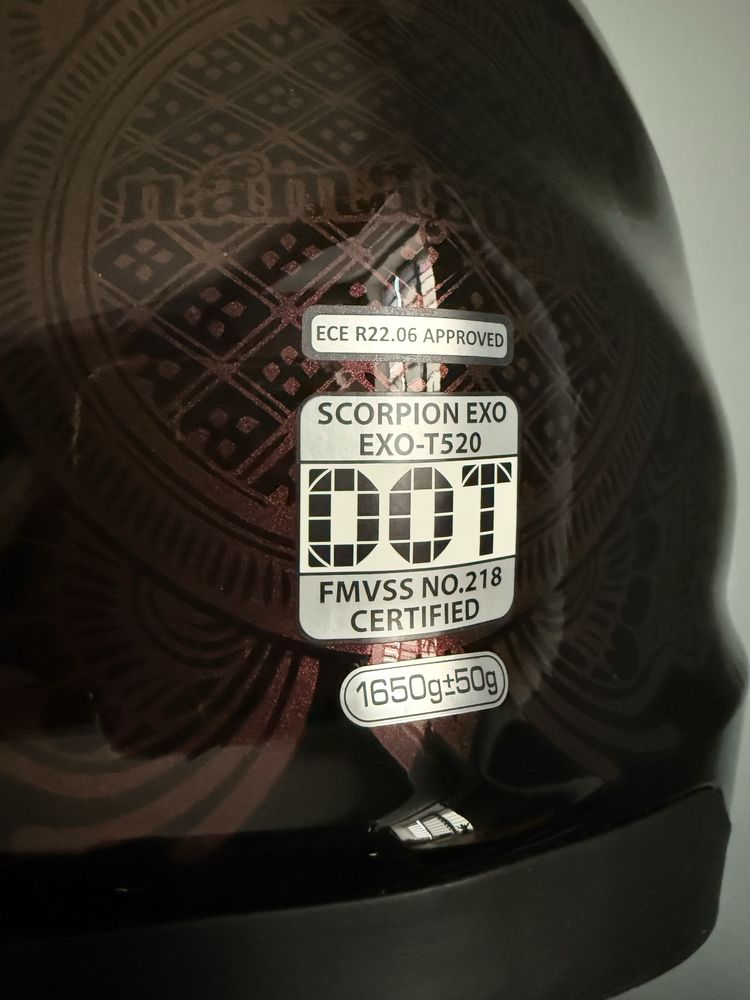 ECE R22.06 APPROVED
SCORPION EXO
EXO-T520
DOT
FMVSS NO.218
CERTIFIED
1650g±50g